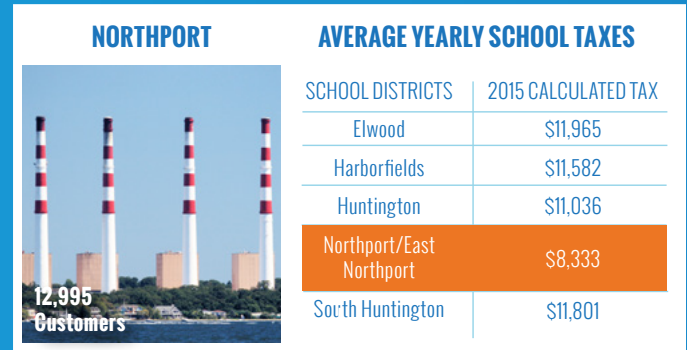 NORTHPORT
12,995
Customers
AVERAGE YEARLY SCHOOL TAXES
SCHOOL DISTRICTS 2015 CALCULATED TAX
Elwood $11,965
Harborfields $11,582
Huntington $11,036
Northport/East
Northport $8,333
South Huntington $11,801